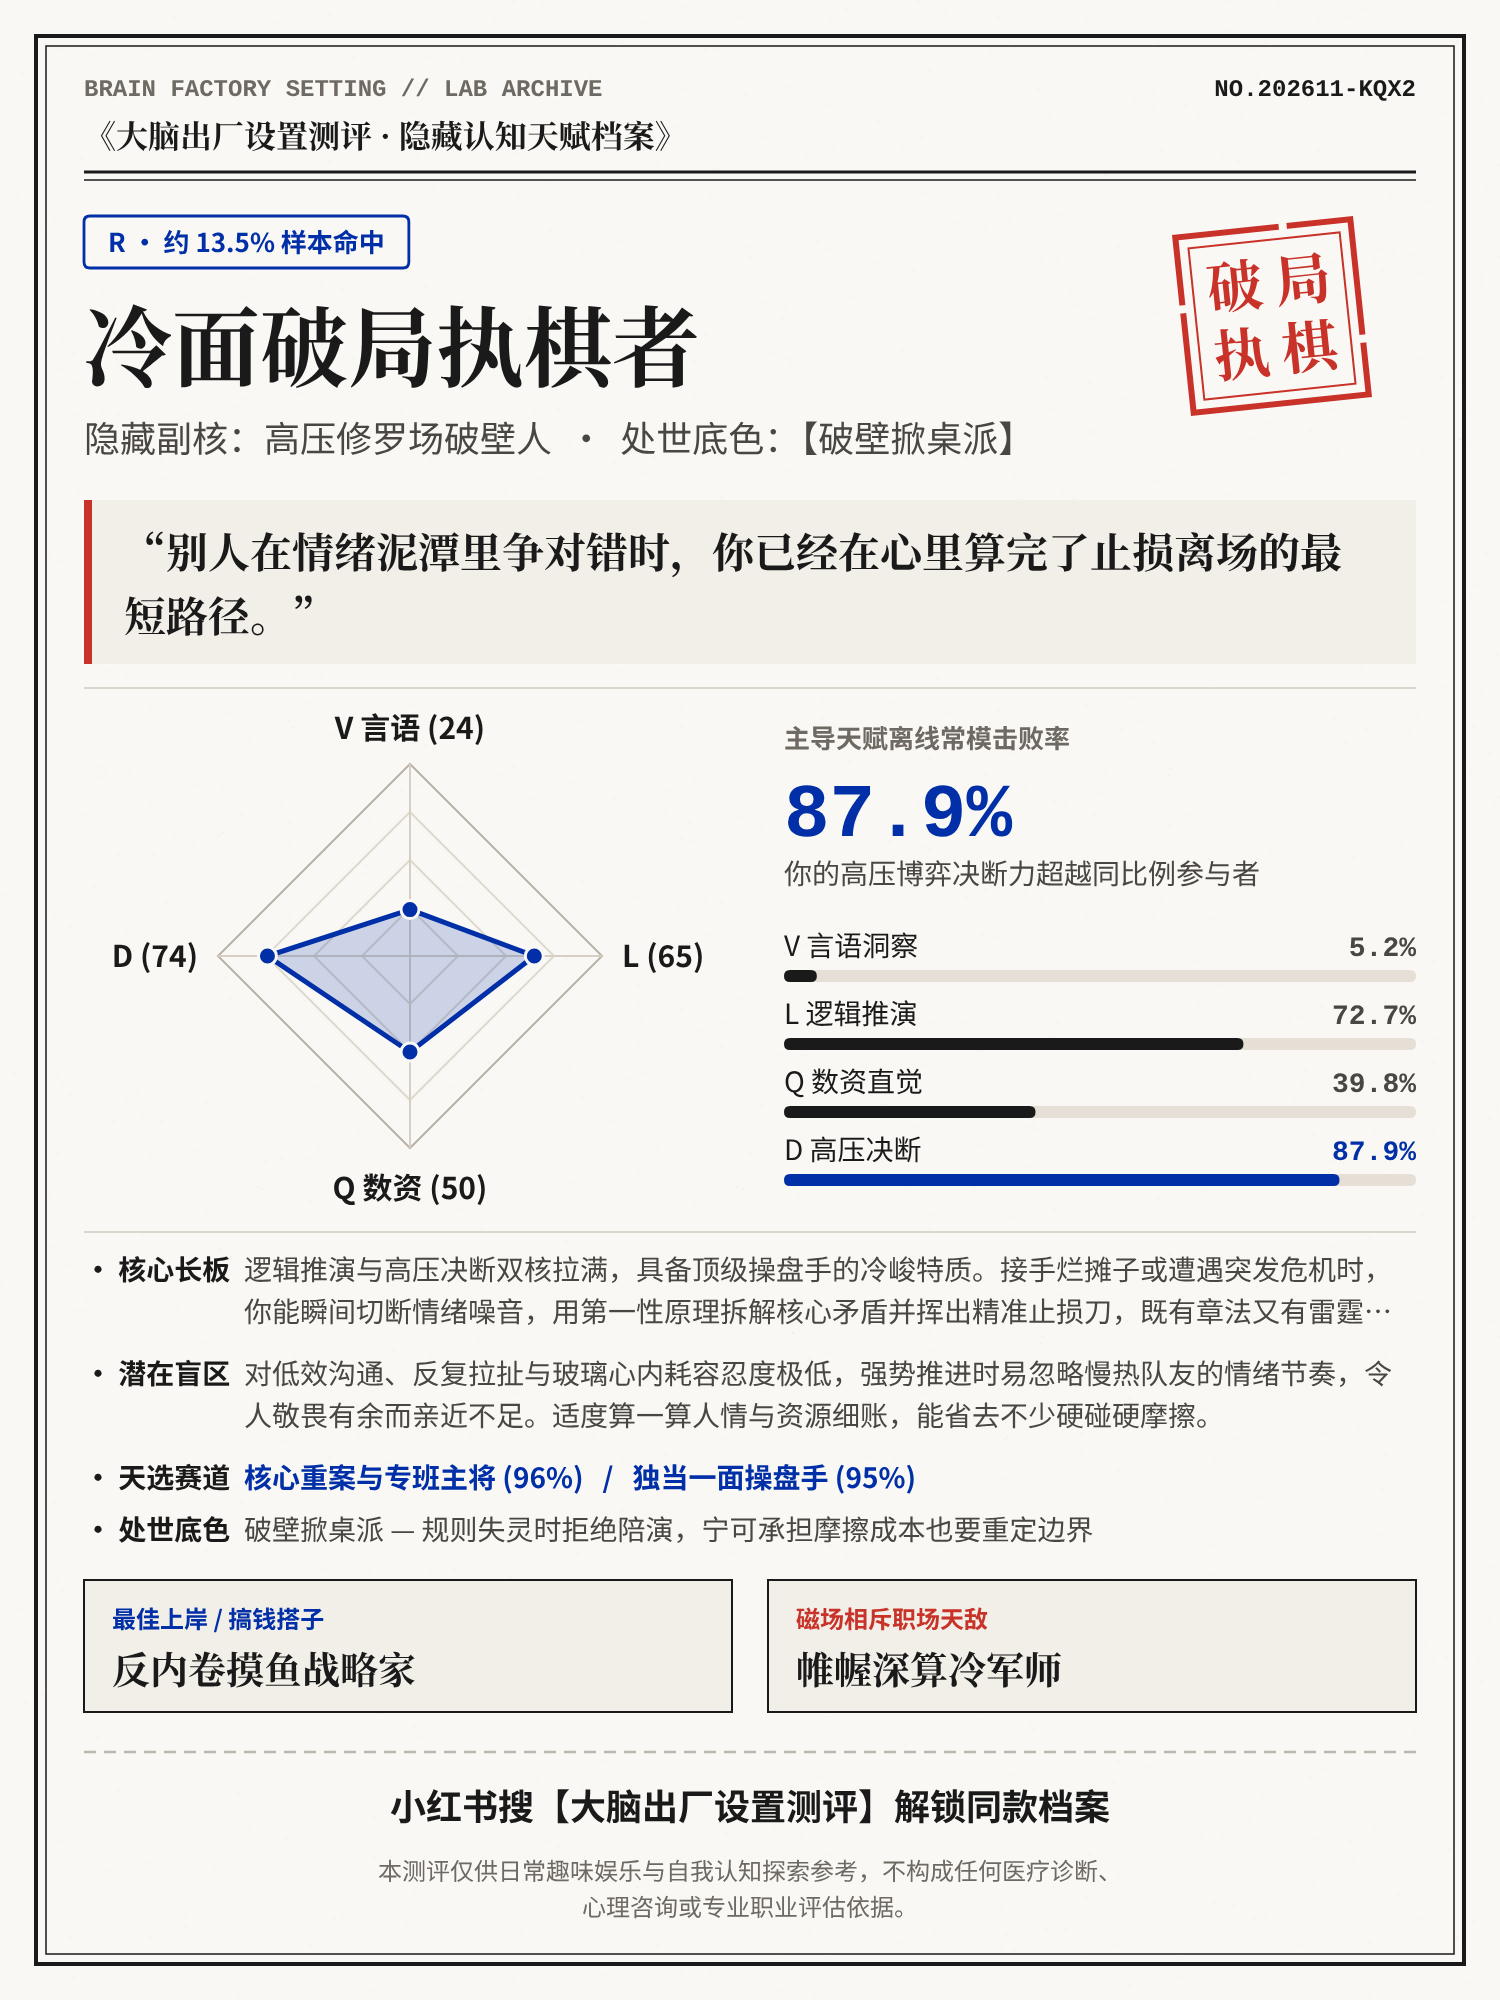 BRAIN FACTORY SETTING // LAB ARCHIVE
NO.202611-KQX2
《大脑出厂设置测评·隐藏认知天赋档案》
R · 约 13.5% 样本命中
破局
执棋
冷面破局执棋者
隐藏副核：高压修罗场破壁人 · 处世底色：【破壁掀桌派】
“别人在情绪泥潭里争对错时，你已经在心里算完了止损离场的最
短路径。”
V 言语 (24)
D (74)
L (65)
Q 数资 (50)
主导天赋离线常模击败率
87.9%
你的高压博弈决断力超越同比例参与者
V 言语洞察 5.2%
L 逻辑推演 72.7%
Q 数资直觉 39.8%
D 高压决断 87.9%
• 核心长板 逻辑推演与高压决断双核拉满，具备顶级操盘手的冷峻特质。接手烂摊子或遭遇突发危机时，
你能瞬间切断情绪噪音，用第一性原理拆解核心矛盾并挥出精准止损刀，既有章法又有雷霆…
• 潜在盲区 对低效沟通、反复拉扯与玻璃心内耗容忍度极低，强势推进时易忽略慢热队友的情绪节奏，令
人敬畏有余而亲近不足。适度算一算人情与资源细账，能省去不少硬碰硬摩擦。
• 天选赛道 核心重案与专班主将 (96%) / 独当一面操盘手 (95%)
• 处世底色 破壁掀桌派 — 规则失灵时拒绝陪演，宁可承担摩擦成本也要重定边界
最佳上岸 / 搞钱搭子
反内卷摸鱼战略家
磁场相斥职场天敌
帷幄深算冷军师
小红书搜【大脑出厂设置测评】解锁同款档案
本测评仅供日常趣味娱乐与自我认知探索参考，不构成任何医疗诊断、
心理咨询或专业职业评估依据。